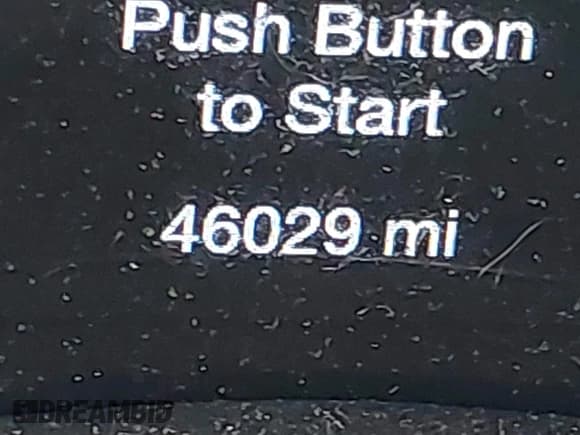 Push Button
to Start
46029 mi
DREAMBID